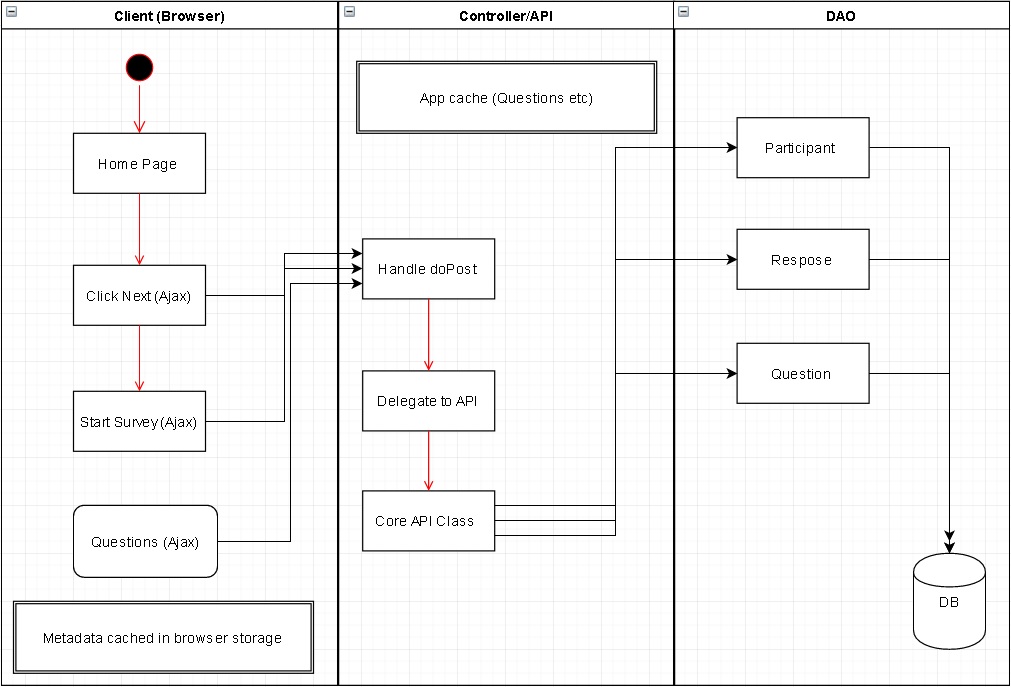 Client (Browser)
Controller/API
DAO
App cache (Questions etc)
Home Page
Participant
Click Next (Ajax)
Handle doPost
Respose
Start Survey (Ajax)
Delegate to API
Question
Questions (Ajax)
Core API Class
DB
Metadata cached in browser storage